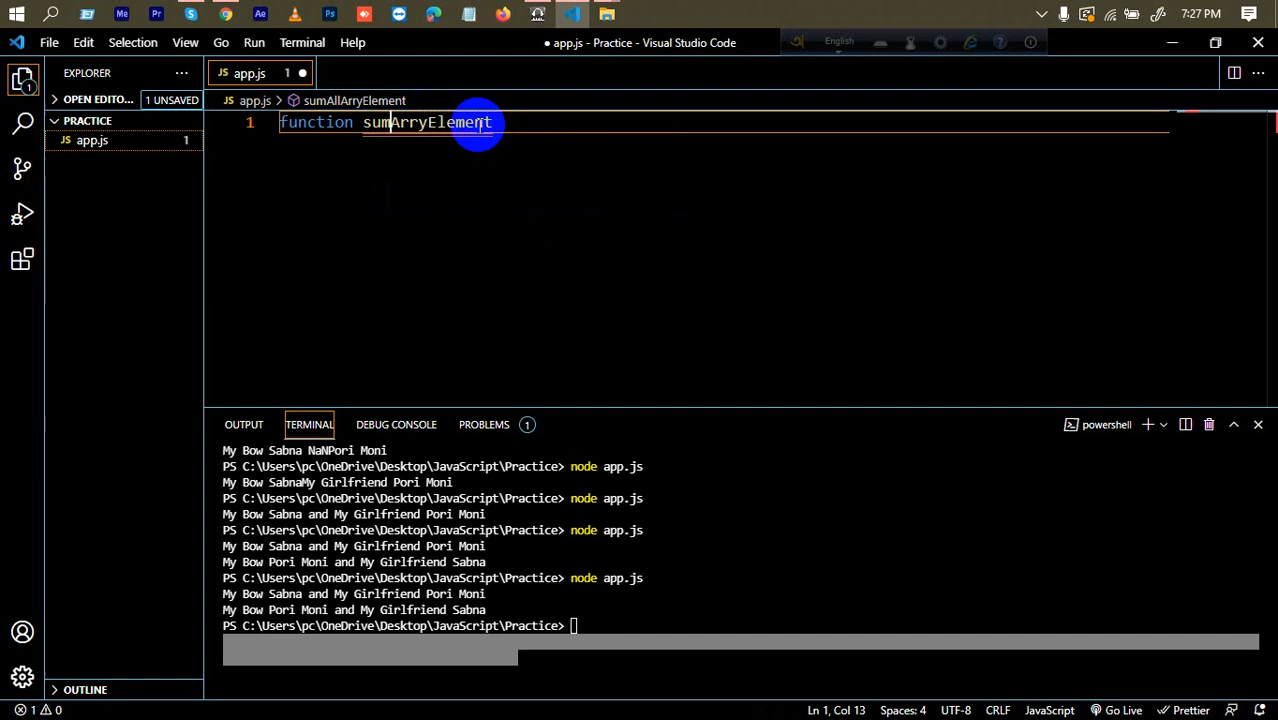 7:27 PM
File Edit Selection View Go Run Terminal Help
● app.js - Practice - Visual Studio Code
English
EXPLORER
JS app.js 1
OPEN EDITO... 1 UNSAVED
JS app.js > sumAllArryElement
PRACTICE
1 function sumArryElement
JS app.js 1
OUTPUT TERMINAL DEBUG CONSOLE PROBLEMS 1
powershell
My Bow Sabna NaNPori Moni
PS C:\Users\pc\OneDrive\Desktop\JavaScript\Practice> node app.js
My Bow SabnaMy Girlfriend Pori Moni
PS C:\Users\pc\OneDrive\Desktop\JavaScript\Practice> node app.js
My Bow Sabna and My Girlfriend Pori Moni
PS C:\Users\pc\OneDrive\Desktop\JavaScript\Practice> node app.js
My Bow Sabna and My Girlfriend Pori Moni
My Bow Pori Moni and My Girlfriend Sabna
PS C:\Users\pc\OneDrive\Desktop\JavaScript\Practice> node app.js
My Bow Sabna and My Girlfriend Pori Moni
My Bow Pori Moni and My Girlfriend Sabna
PS C:\Users\pc\OneDrive\Desktop\JavaScript\Practice>
OUTLINE
1 0 Ln 1, Col 13 Spaces: 4 UTF-8 CRLF JavaScript Go Live Prettier